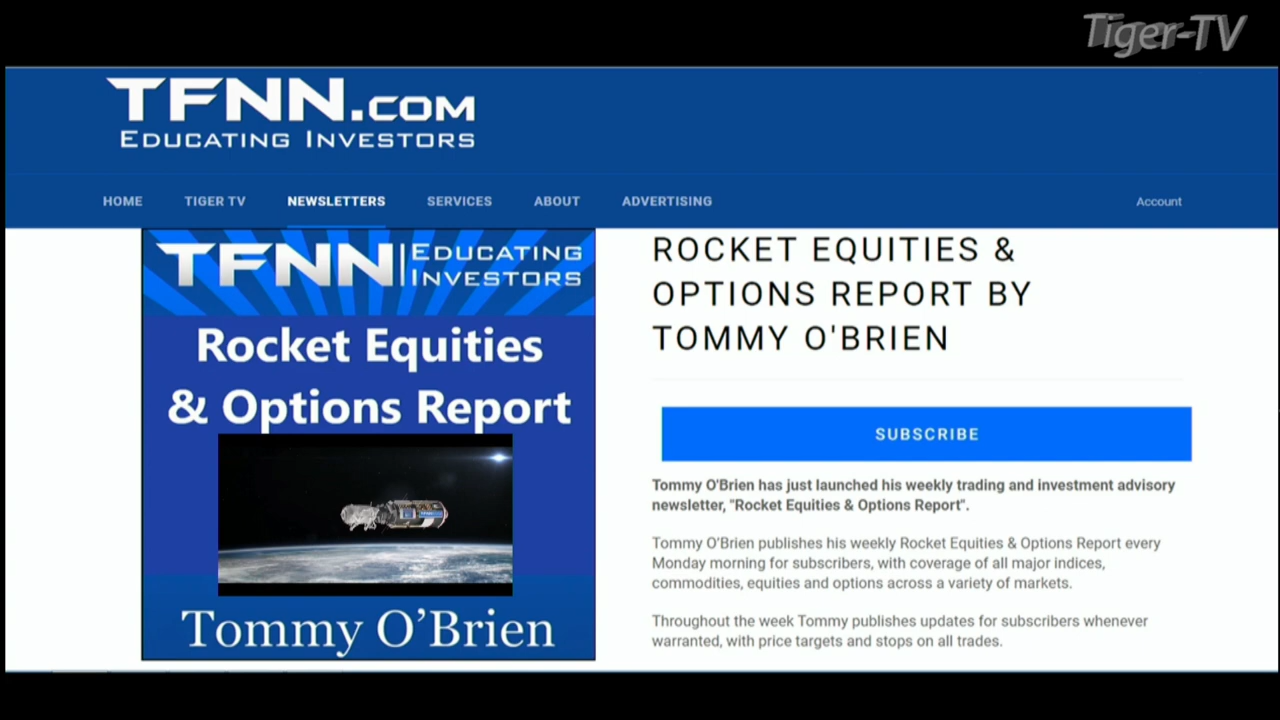 Tiger-TV
TFNN.COM
EDUCATING INVESTORS
HOME TIGER TV NEWSLETTERS SERVICES ABOUT ADVERTISING Account
TFNN | EDUCATING
INVESTORS
Rocket Equities
& Options Report
Tommy O’Brien
ROCKET EQUITIES &
OPTIONS REPORT BY
TOMMY O'BRIEN
SUBSCRIBE
Tommy O'Brien has just launched his weekly trading and investment advisory
newsletter, "Rocket Equities & Options Report".
Tommy O’Brien publishes his weekly Rocket Equities & Options Report every
Monday morning for subscribers, with coverage of all major indices,
commodities, equities and options across a variety of markets.
Throughout the week Tommy publishes updates for subscribers whenever
warranted, with price targets and stops on all trades.